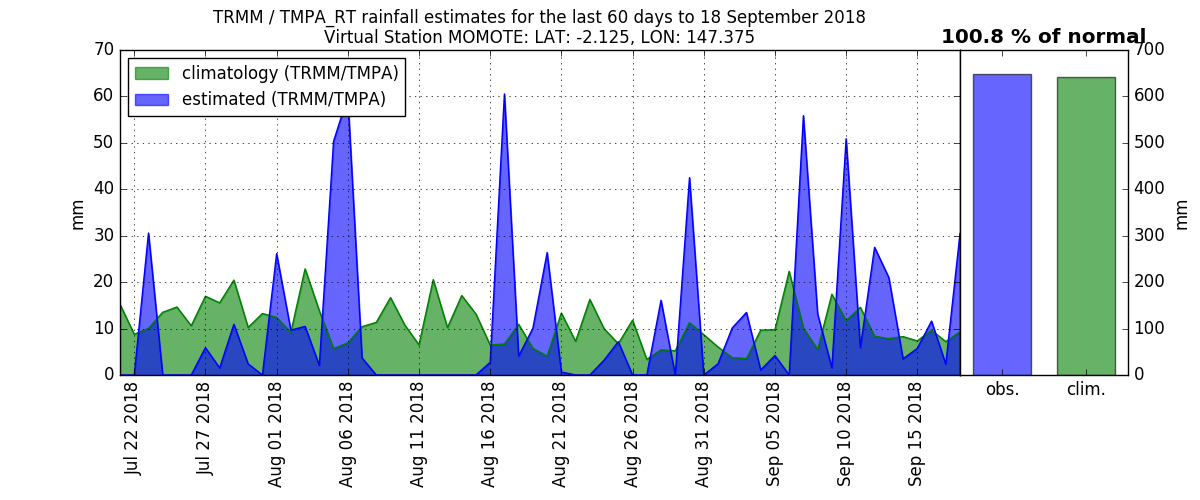 TRMM / TMPA_RT rainfall estimates for the last 60 days to 18 September 2018
Virtual Station MOMOTE: LAT: -2.125, LON: 147.375
100.8 % of normal
climatology (TRMM/TMPA)
estimated (TRMM/TMPA)
70
60
50
40
30
20
10
0
mm
Jul 22 2018
Jul 27 2018
Aug 01 2018
Aug 06 2018
Aug 11 2018
Aug 16 2018
Aug 21 2018
Aug 26 2018
Aug 31 2018
Sep 05 2018
Sep 10 2018
Sep 15 2018
700
600
500
400
300
200
100
0
mm
obs.
clim.